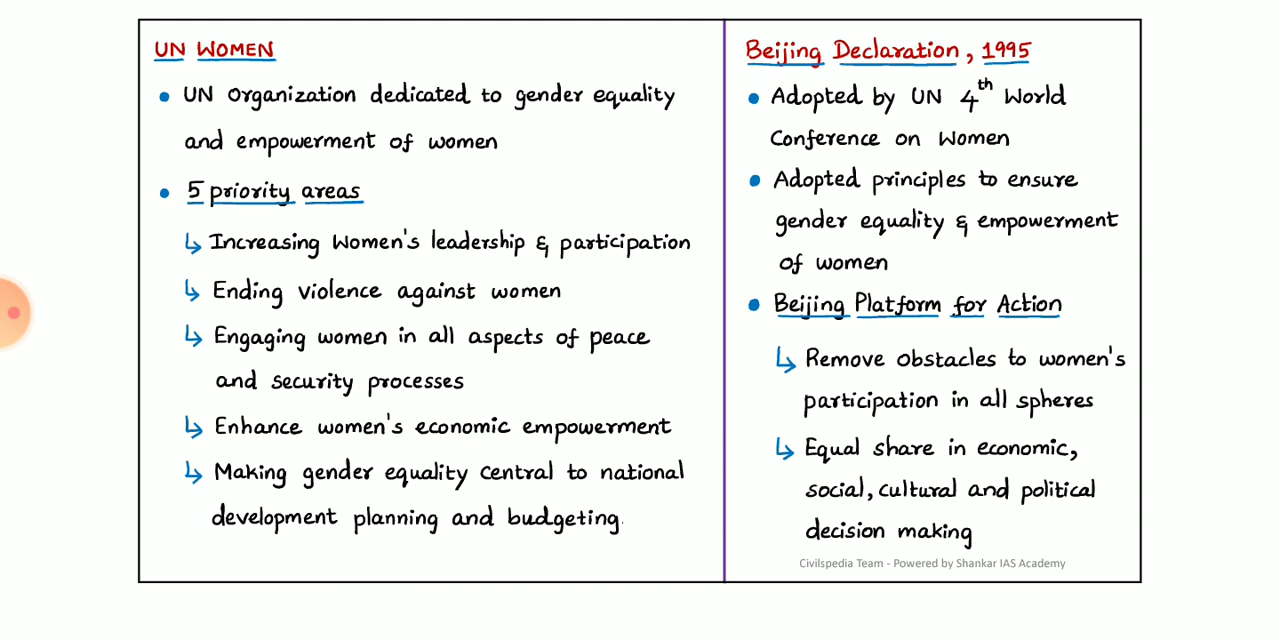 UN WOMEN
• UN Organization dedicated to gender equality
and empowerment of women
• 5 priority areas
↳ Increasing Women's leadership & participation
↳ Ending violence against women
↳ Engaging women in all aspects of peace
and security processes
↳ Enhance women's economic empowerment
↳ Making gender equality central to national
development planning and budgeting.
Beijing Declaration, 1995
• Adopted by UN 4th World
Conference on Women
• Adopted principles to ensure
gender equality & empowerment
of women
• Beijing Platform for Action
↳ Remove obstacles to women's
participation in all spheres
↳ Equal share in economic,
social, cultural and political
decision making
Civilspedia Team - Powered by Shankar IAS Academy